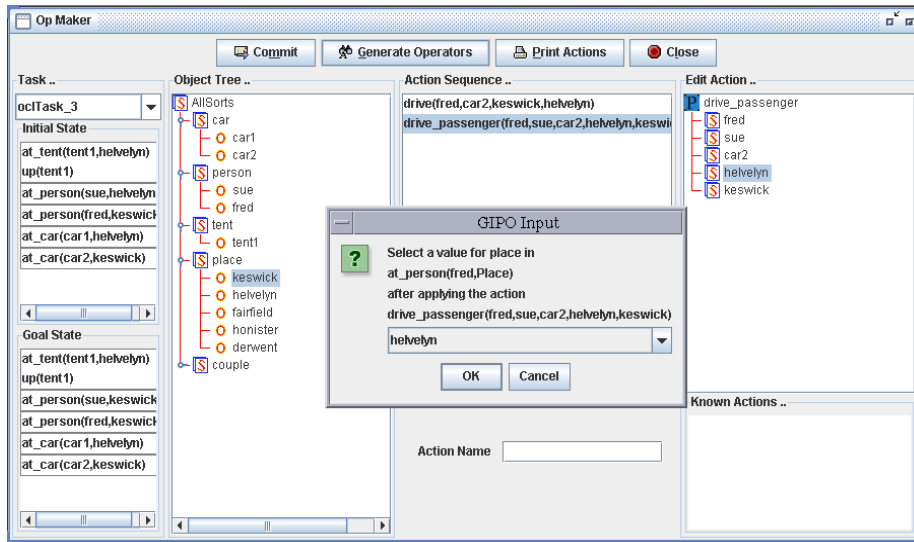 Op Maker
Commit
Generate Operators
Print Actions
Close
Task ..
oclTask_3
Initial State
at_tent(tent1,helvelyn)
up(tent1)
at_person(sue,helvelyn
at_person(fred,keswick
at_car(car1,helvelyn)
at_car(car2,keswick)
Goal State
at_tent(tent1,helvelyn)
up(tent1)
at_person(sue,keswick
at_person(fred,keswick
at_car(car1,helvelyn)
at_car(car2,keswick)
Object Tree ..
S AllSorts
S car
car1
car2
S person
sue
fred
S tent
tent1
S place
keswick
helvelyn
fairfield
honister
derwent
S couple
Action Sequence ..
drive(fred,car2,keswick,helvelyn)
drive_passenger(fred,sue,car2,helvelyn,keswi
GIPO Input
?
Select a value for place in
at_person(fred,Place)
after applying the action
drive_passenger(fred,sue,car2,helvelyn,keswick)
helvelyn
OK
Cancel
Action Name
Edit Action ..
P drive_passenger
S fred
S sue
S car2
S helvelyn
S keswick
Known Actions ..